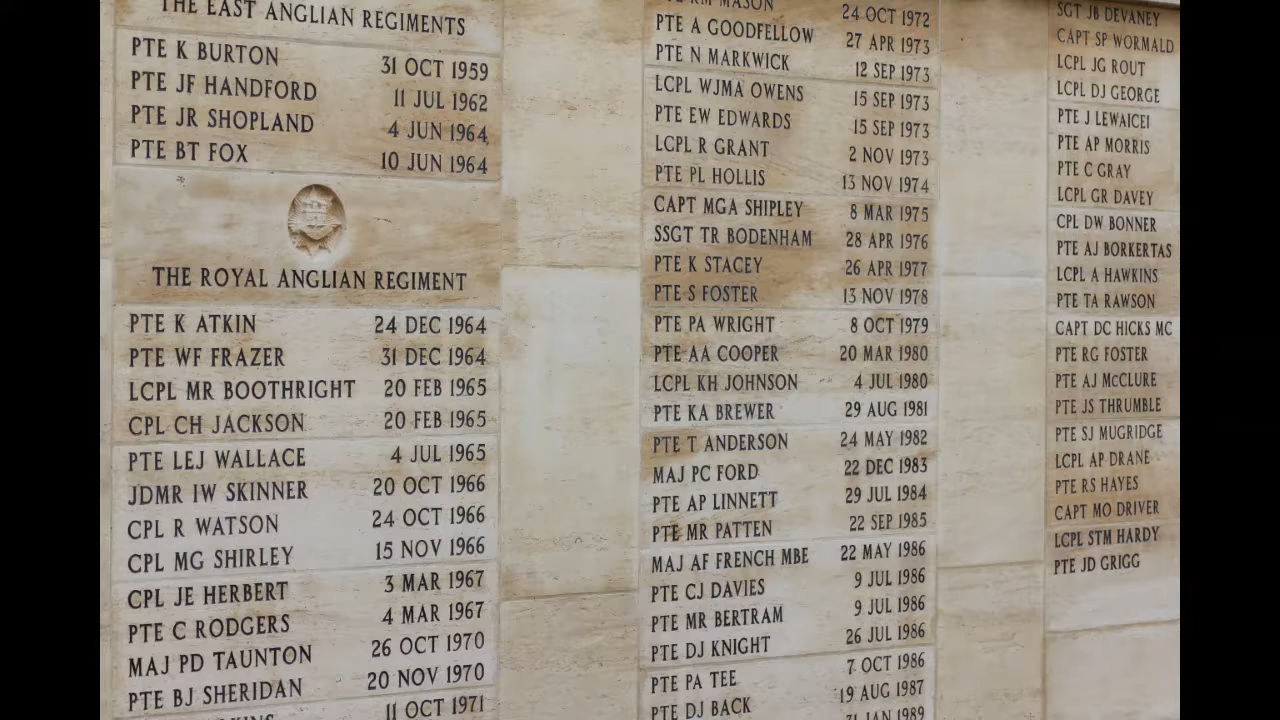 THE EAST ANGLIAN REGIMENTS
PTE K BURTON 31 OCT 1959
PTE JF HANDFORD 11 JUL 1962
PTE JR SHOPLAND 4 JUN 1964
PTE BT FOX 10 JUN 1964
THE ROYAL ANGLIAN REGIMENT
PTE K ATKIN 24 DEC 1964
PTE WF FRAZER 31 DEC 1964
LCPL MR BOOTHRIGHT 20 FEB 1965
CPL CH JACKSON 20 FEB 1965
PTE LEJ WALLACE 4 JUL 1965
JDMR IW SKINNER 20 OCT 1966
CPL R WATSON 24 OCT 1966
CPL MG SHIRLEY 15 NOV 1966
CPL JE HERBERT 3 MAR 1967
PTE C RODGERS 4 MAR 1967
MAJ PD TAUNTON 26 OCT 1970
PTE BJ SHERIDAN 20 NOV 1970
11 OCT 1971
MASON 24 OCT 1972
PTE A GOODFELLOW 27 APR 1973
PTE N MARKWICK 12 SEP 1973
LCPL WJMA OWENS 15 SEP 1973
PTE EW EDWARDS 15 SEP 1973
LCPL R GRANT 2 NOV 1973
PTE PL HOLLIS 13 NOV 1974
CAPT MGA SHIPLEY 8 MAR 1975
SSGT TR BODENHAM 28 APR 1976
PTE K STACEY 26 APR 1977
PTE S FOSTER 13 NOV 1978
PTE PA WRIGHT 8 OCT 1979
PTE AA COOPER 20 MAR 1980
LCPL KH JOHNSON 4 JUL 1980
PTE KA BREWER 29 AUG 1981
PTE T ANDERSON 24 MAY 1982
MAJ PC FORD 22 DEC 1983
PTE AP LINNETT 29 JUL 1984
PTE MR PATTEN 22 SEP 1985
MAJ AF FRENCH MBE 22 MAY 1986
PTE CJ DAVIES 9 JUL 1986
PTE MR BERTRAM 9 JUL 1986
PTE DJ KNIGHT 26 JUL 1986
PTE PA TEE 7 OCT 1986
PTE DJ BACK 19 AUG 1987
31 JAN 1989
SGT JB DEVANEY
CAPT SP WORMALD
LCPL JG ROUT
LCPL DJ GEORGE
PTE J LEWAICEI
PTE AP MORRIS
PTE C GRAY
LCPL GR DAVEY
CPL DW BONNER
PTE AJ BORKERTAS
LCPL A HAWKINS
PTE TA RAWSON
CAPT DC HICKS MC
PTE RG FOSTER
PTE AJ McCLURE
PTE JS THRUMBLE
PTE SJ MUGRIDGE
LCPL AP DRANE
PTE RS HAYES
CAPT MO DRIVER
LCPL STM HARDY
PTE JD GRIGG